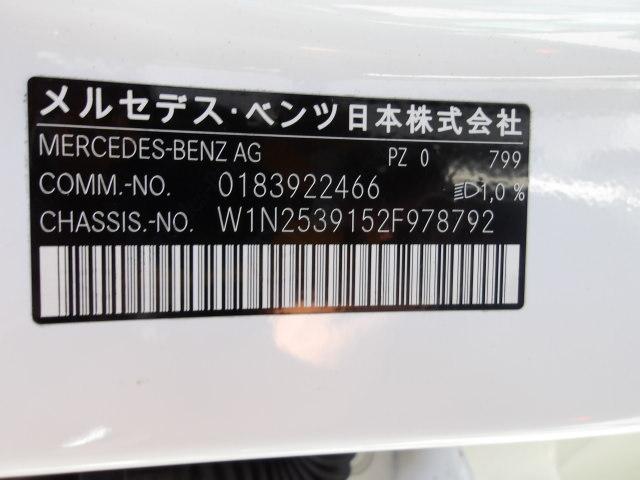 メルセデス・ベンツ日本株式会社
MERCEDES-BENZ AG PZ 0 799
COMM.-NO. 0183922466 1,0 %
CHASSIS.-NO. W1N2539152F978792